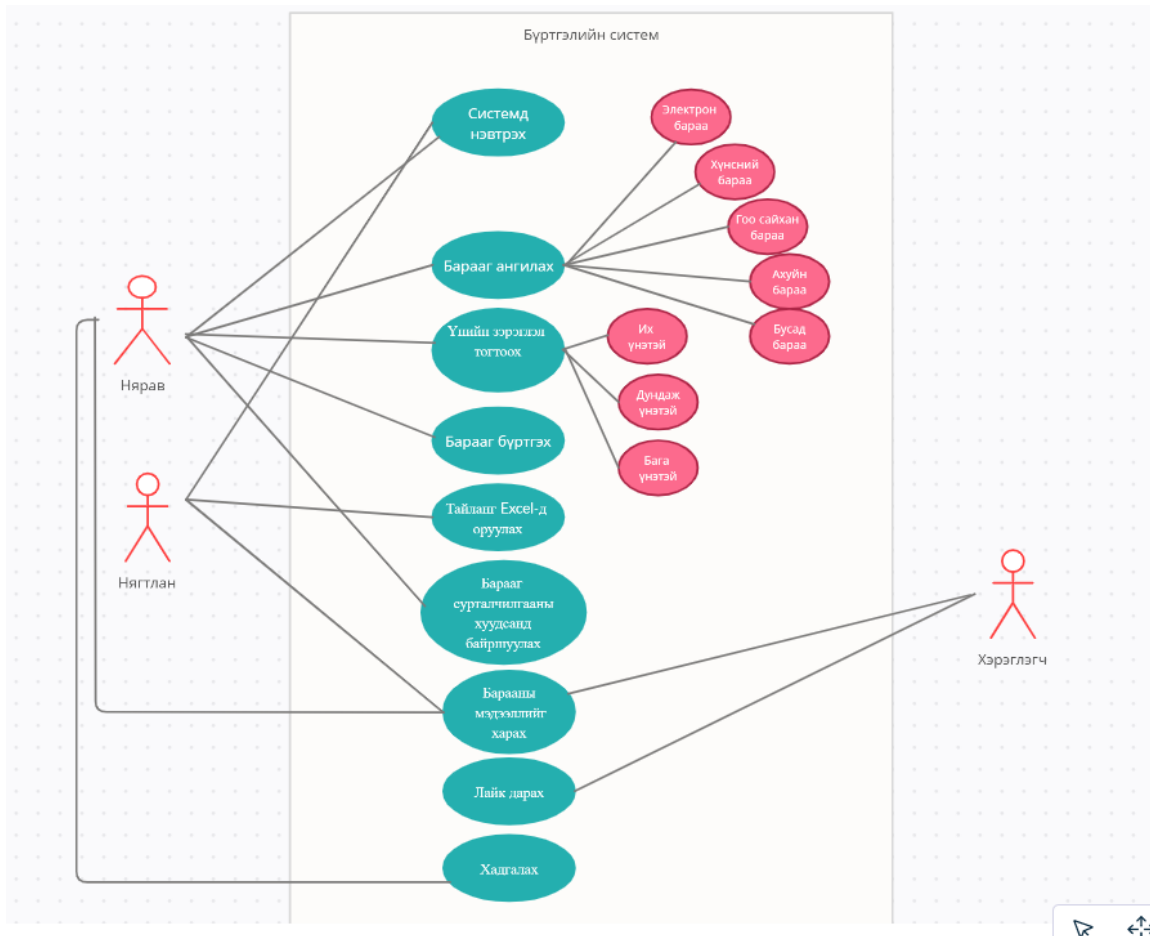 Бүртгэлийн систем
Системд
нэвтрэх
Электрон
бараа
Хүнсний
бараа
Гоо сайхан
бараа
Барааг ангилах
Ахуйн
бараа
Үнийн зэрэглэл
тогтоох
Их
үнэтэй
Бусад
бараа
Нярав
Дундаж
үнэтэй
Барааг бүртгэх
Бага
үнэтэй
Тайланг Excel-д
оруулах
Нягтлан
Барааг
сурталчилгааны
хуудсанд
байршуулах
Хэрэглэгч
Барааны
мэдээллийг
харах
Лайк дарах
Хадгалах